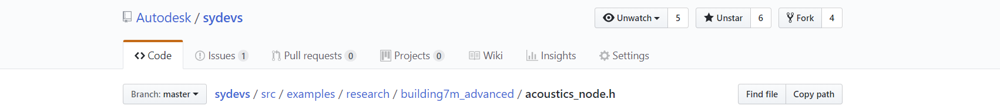 Autodesk / sydevs Unwatch 5 Unstar 6 Fork 4
Code Issues 1 Pull requests 0 Projects 0 Wiki Insights Settings
Branch: master sydevs / src / examples / research / building7m_advanced / acoustics_node.h Find file Copy path